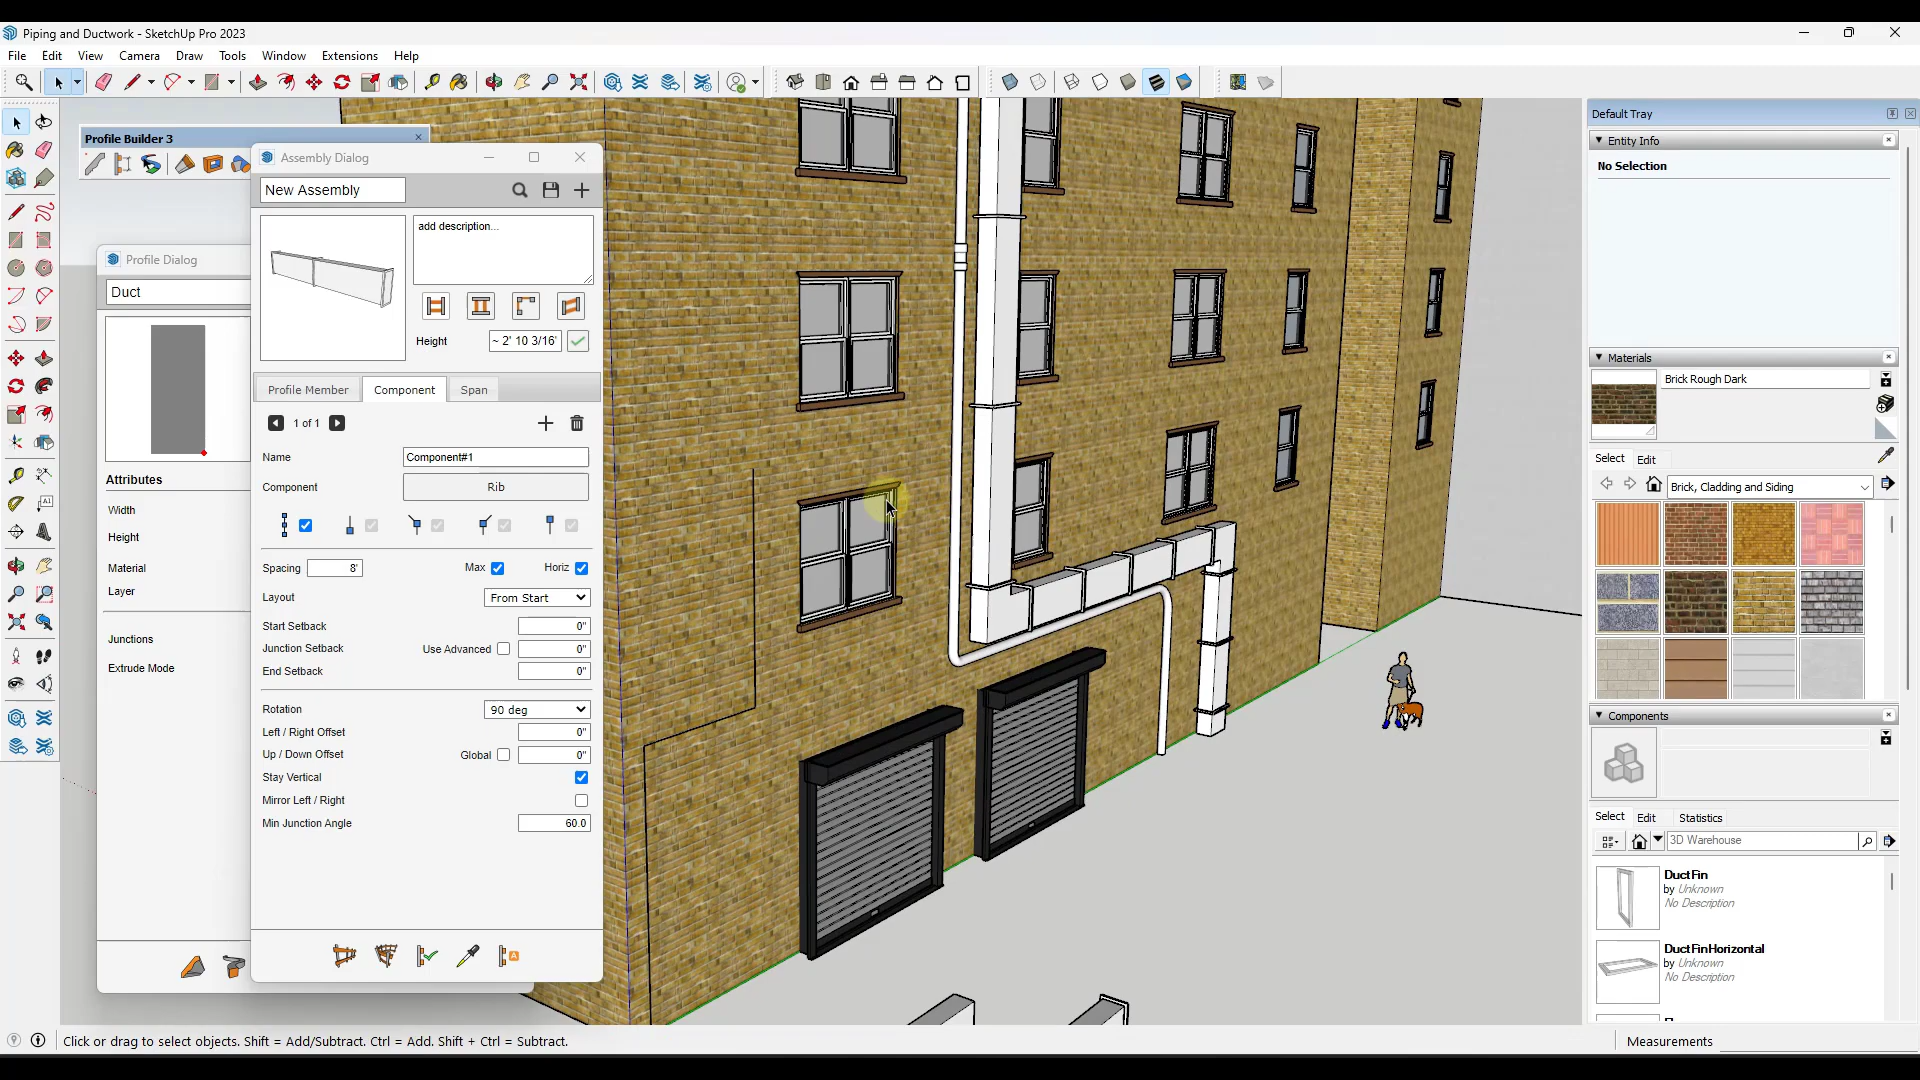 Piping and Ductwork - SketchUp Pro 2023
File Edit View Camera Draw Tools Window Extensions Help
Profile Builder 3
Profile Dialog
Duct
Attributes
Width
Height
Material
Layer
Junctions
Extrude Mode
Assembly Dialog
New Assembly
add description...
Height ~ 2' 10 3/16"
Profile Member Component Span
1 of 1
Name Component#1
Component Rib
Spacing 8' Max Horiz
Layout From Start
Start Setback 0"
Junction Setback Use Advanced 0"
End Setback 0"
Rotation 90 deg
Left / Right Offset 0"
Up / Down Offset Global 0"
Stay Vertical
Mirror Left / Right
Min Junction Angle 60.0
Default Tray
Entity Info
No Selection
Materials
Brick Rough Dark
Select Edit
Brick, Cladding and Siding
Components
Select Edit Statistics
3D Warehouse
DuctFin
by Unknown
No Description
DuctFinHorizontal
by Unknown
No Description
Click or drag to select objects. Shift = Add/Subtract. Ctrl = Add. Shift + Ctrl = Subtract.
Measurements